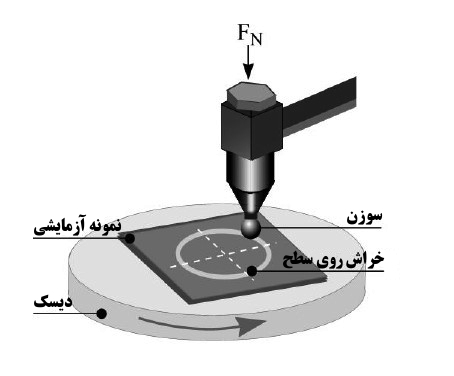 F_N
سوزن
نمونه آزمایشی
خراش روی سطح
دیسک